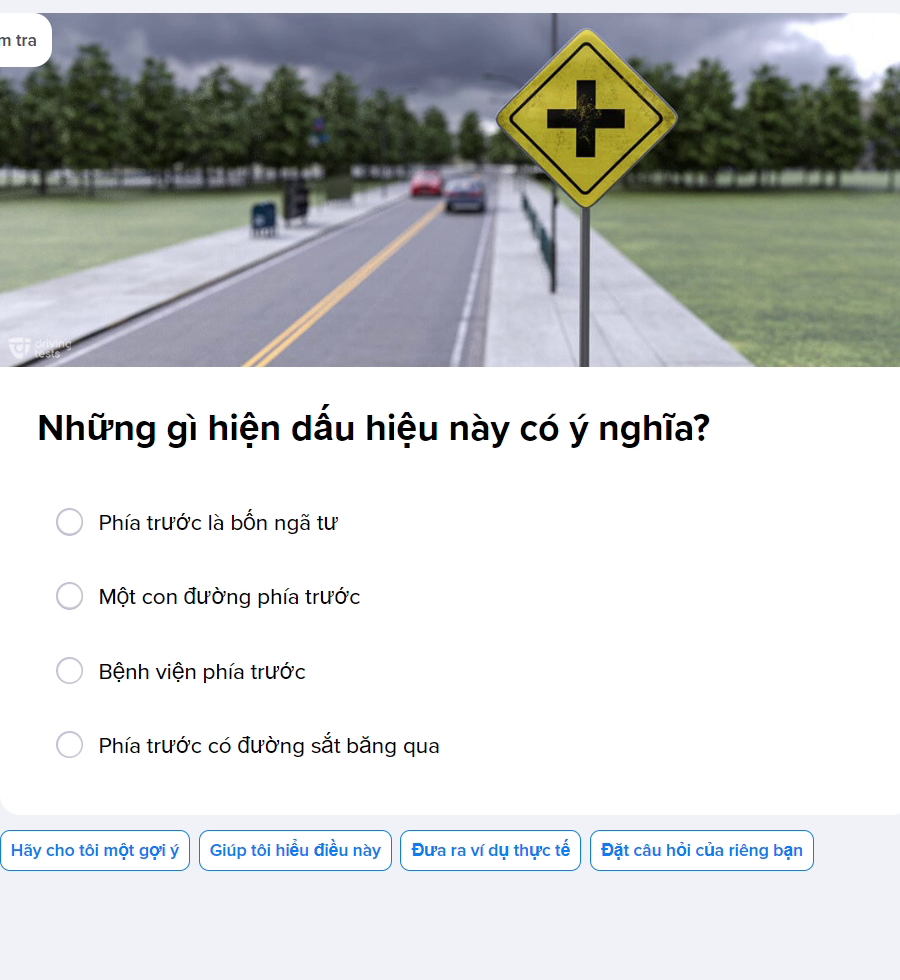 m tra
driving
tests
Những gì hiện dấu hiệu này có ý nghĩa?
Phía trước là bốn ngã tư
Một con đường phía trước
Bệnh viện phía trước
Phía trước có đường sắt băng qua
Hãy cho tôi một gợi ý
Giúp tôi hiểu điều này
Đưa ra ví dụ thực tế
Đặt câu hỏi của riêng bạn